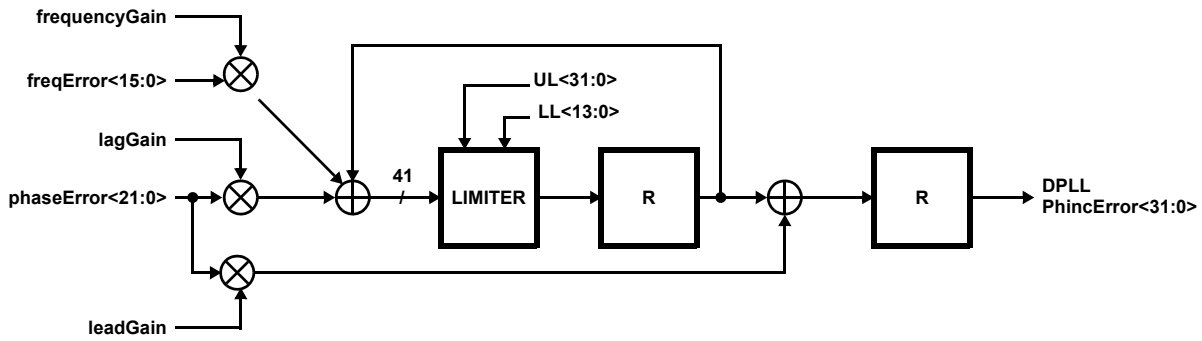 frequencyGain
freqError<15:0>
UL<31:0>
LL<13:0>
lagGain
41
phaseError<21:0>
LIMITER
R
R
DPLL
PhincError<31:0>
leadGain